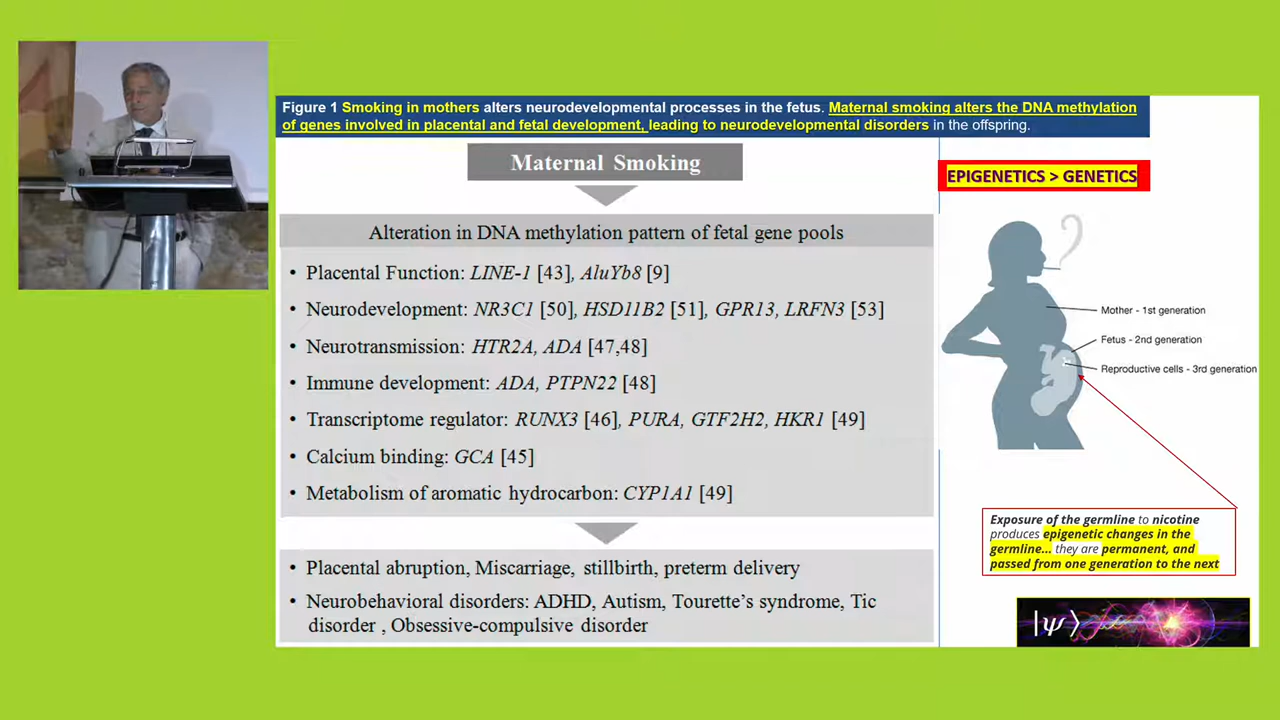 Figure 1 Smoking in mothers alters neurodevelopmental processes in the fetus. Maternal smoking alters the DNA methylation
of genes involved in placental and fetal development, leading to neurodevelopmental disorders in the offspring.
Maternal Smoking
Alteration in DNA methylation pattern of fetal gene pools
• Placental Function: LINE-1 [43], AluYb8 [9]
• Neurodevelopment: NR3C1 [50], HSD11B2 [51], GPR13, LRFN3 [53]
• Neurotransmission: HTR2A, ADA [47,48]
• Immune development: ADA, PTPN22 [48]
• Transcriptome regulator: RUNX3 [46], PURA, GTF2H2, HKR1 [49]
• Calcium binding: GCA [45]
• Metabolism of aromatic hydrocarbon: CYP1A1 [49]
• Placental abruption, Miscarriage, stillbirth, preterm delivery
• Neurobehavioral disorders: ADHD, Autism, Tourette's syndrome, Tic
disorder , Obsessive-compulsive disorder
EPIGENETICS > GENETICS
Mother - 1st generation
Fetus - 2nd generation
Reproductive cells - 3rd generation
Exposure of the germline to nicotine
produces epigenetic changes in the
germline... they are permanent, and
passed from one generation to the next
|ψ⟩